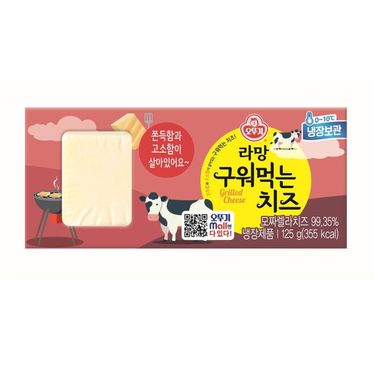 오뚜기
0~10℃
냉장보관
쫀득함과
고소함이
살아있어요~
라망
구워먹는
치즈
Grilled
Cheese
오뚜기
Mall엔
다있다!
모짜렐라치즈 99.35%
냉장제품 | 125 g(355 kcal)